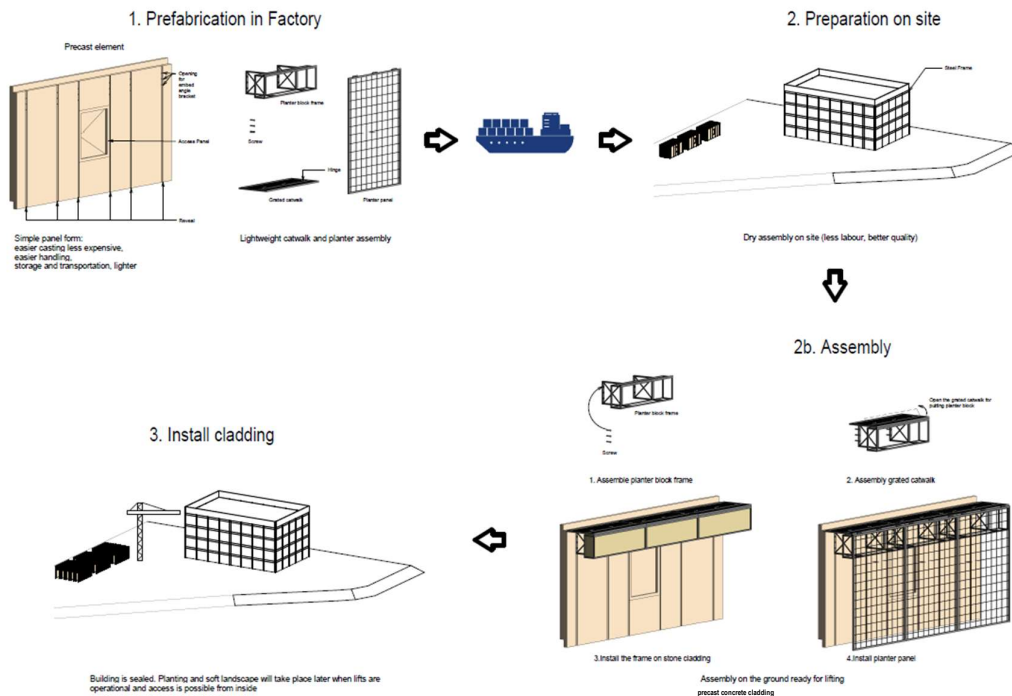 1. Prefabrication in Factory
Precast element
Opening
for
embed
angle
bracket
Access Panel
Reveal
Simple panel form:
easier casting less expensive,
easier handling,
storage and transportation, lighter
Planter block frame
Screw
Hinge
Grated catwalk
Planter panel
Lightweight catwalk and planter assembly
2. Preparation on site
Steel Frame
Dry assembly on site (less labour, better quality)
2b. Assembly
Planter block frame
Screw
1. Assemble planter block frame
Open the grated catwalk for
putting planter block
2. Assembly grated catwalk
3.Install the frame on stone cladding
4.Install planter panel
Assembly on the ground ready for lifting
precast concrete cladding
3. Install cladding
Building is sealed. Planting and soft landscape will take place later when lifts are
operational and access is possible from inside